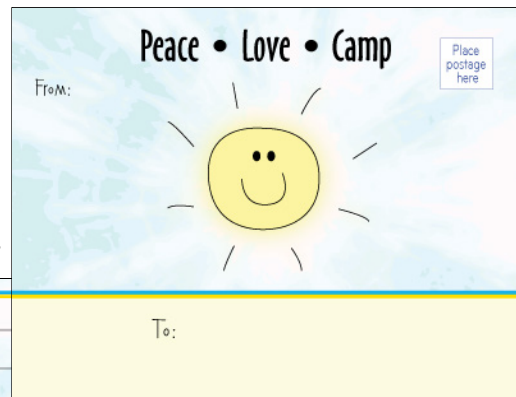 Peace • Love • Camp
Place
postage
here
From:
To: